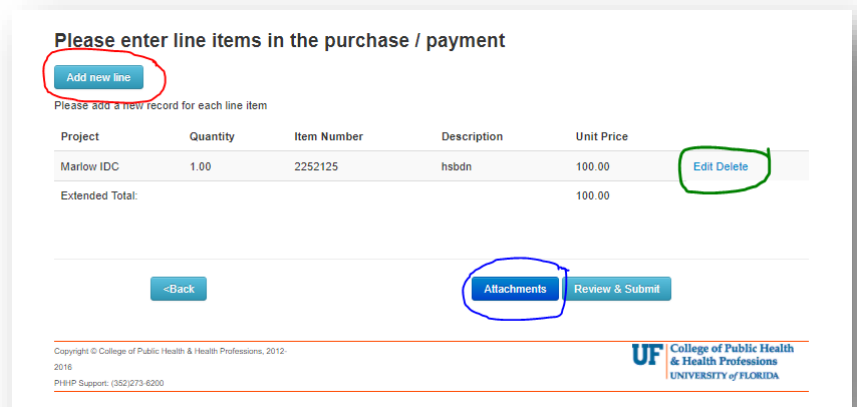 Please enter line items in the purchase / payment
Add new line
Please add a new record for each line item
Project Quantity Item Number Description Unit Price
Marlow IDC 1.00 2252125 hsbdn 100.00 Edit Delete
Extended Total: 100.00
<Back Attachments Review & Submit
Copyright © College of Public Health & Health Professions, 2012-
2016
PHHP Support: (352)273-6200
UF College of Public Health
& Health Professions
UNIVERSITY of FLORIDA